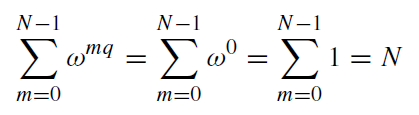 \sum_{m=0}^{N-1} \omega^{mq} = \sum_{m=0}^{N-1} \omega^0 = \sum_{m=0}^{N-1} 1 = N